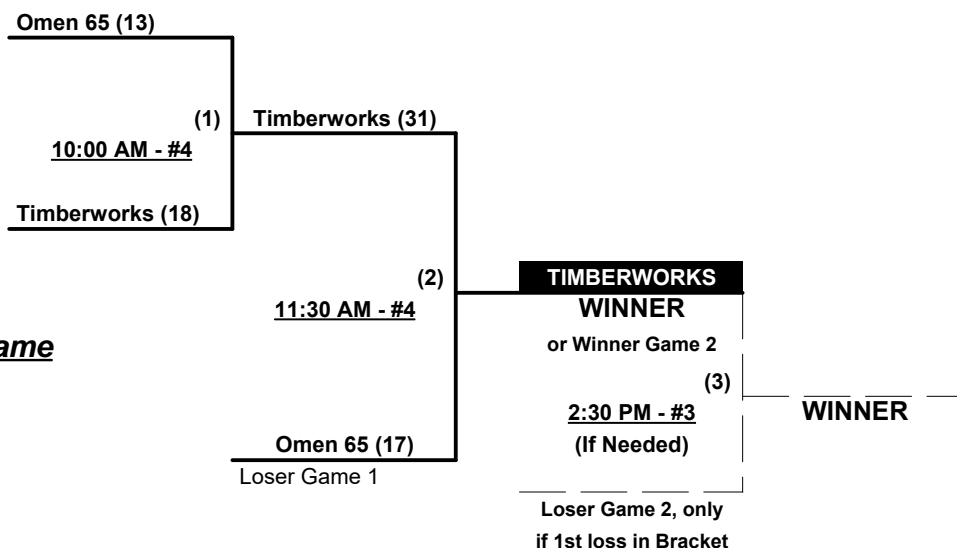 Omen 65 (13)
(1)
Timberworks (31)
10:00 AM - #4
Timberworks (18)
(2)
TIMBERWORKS
11:30 AM - #4
WINNER
or Winner Game 2
(3)
2:30 PM - #3
WINNER
(If Needed)
Omen 65 (17)
Loser Game 1
Loser Game 2, only
if 1st loss in Bracket